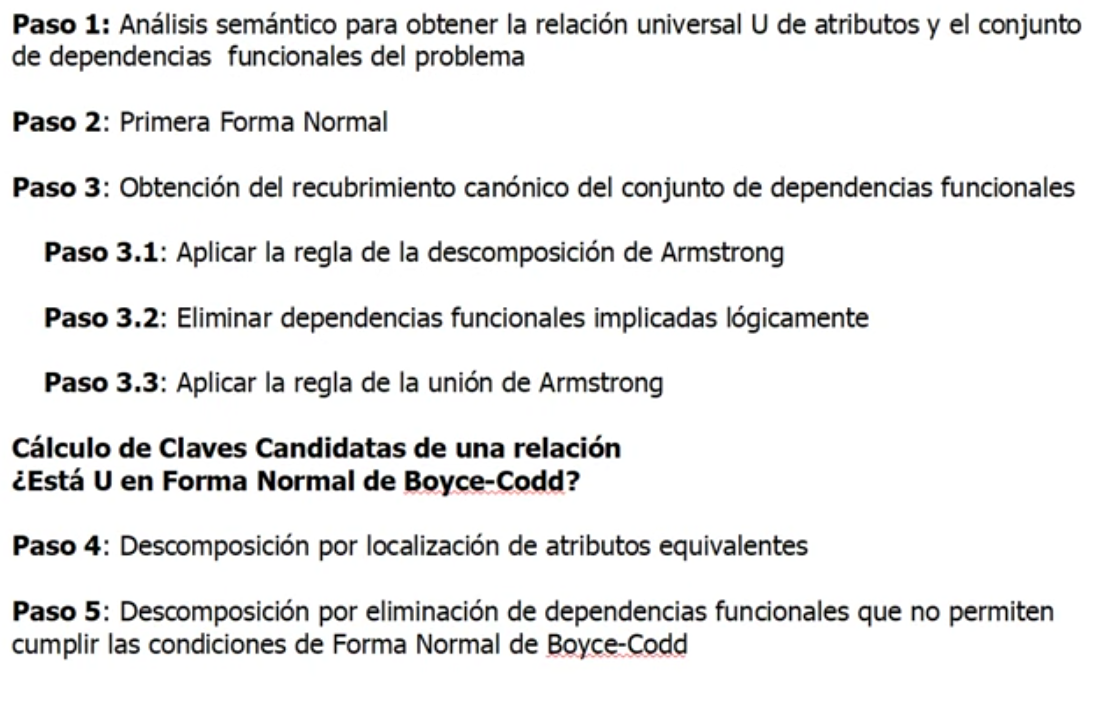 Paso 1: Análisis semántico para obtener la relación universal U de atributos y el conjunto
de dependencias funcionales del problema
Paso 2: Primera Forma Normal
Paso 3: Obtención del recubrimiento canónico del conjunto de dependencias funcionales
Paso 3.1: Aplicar la regla de la descomposición de Armstrong
Paso 3.2: Eliminar dependencias funcionales implicadas lógicamente
Paso 3.3: Aplicar la regla de la unión de Armstrong
Cálculo de Claves Candidatas de una relación
¿Está U en Forma Normal de Boyce-Codd?
Paso 4: Descomposición por localización de atributos equivalentes
Paso 5: Descomposición por eliminación de dependencias funcionales que no permiten
cumplir las condiciones de Forma Normal de Boyce-Codd